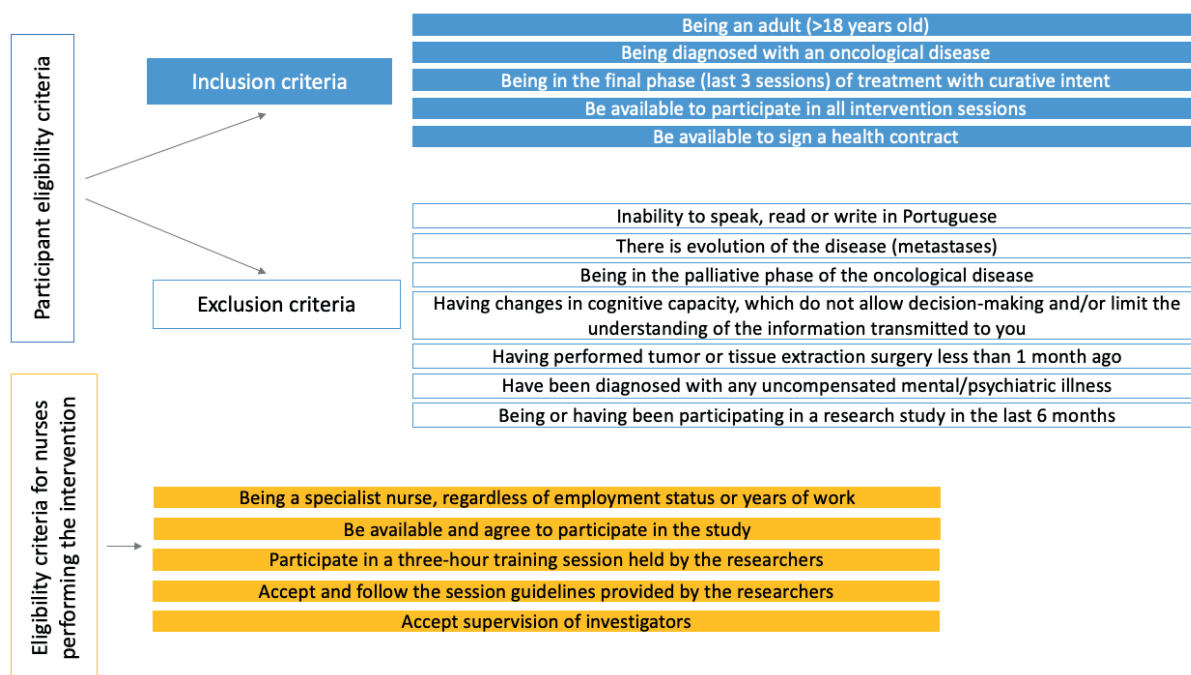 Participant eligibility criteria
Inclusion criteria
Being an adult (>18 years old)
Being diagnosed with an oncological disease
Being in the final phase (last 3 sessions) of treatment with curative intent
Be available to participate in all intervention sessions
Be available to sign a health contract
Exclusion criteria
Inability to speak, read or write in Portuguese
There is evolution of the disease (metastases)
Being in the palliative phase of the oncological disease
Having changes in cognitive capacity, which do not allow decision-making and/or limit the
understanding of the information transmitted to you
Having performed tumor or tissue extraction surgery less than 1 month ago
Have been diagnosed with any uncompensated mental/psychiatric illness
Being or having been participating in a research study in the last 6 months
Eligibility criteria for nurses
performing the intervention
Being a specialist nurse, regardless of employment status or years of work
Be available and agree to participate in the study
Participate in a three-hour training session held by the researchers
Accept and follow the session guidelines provided by the researchers
Accept supervision of investigators